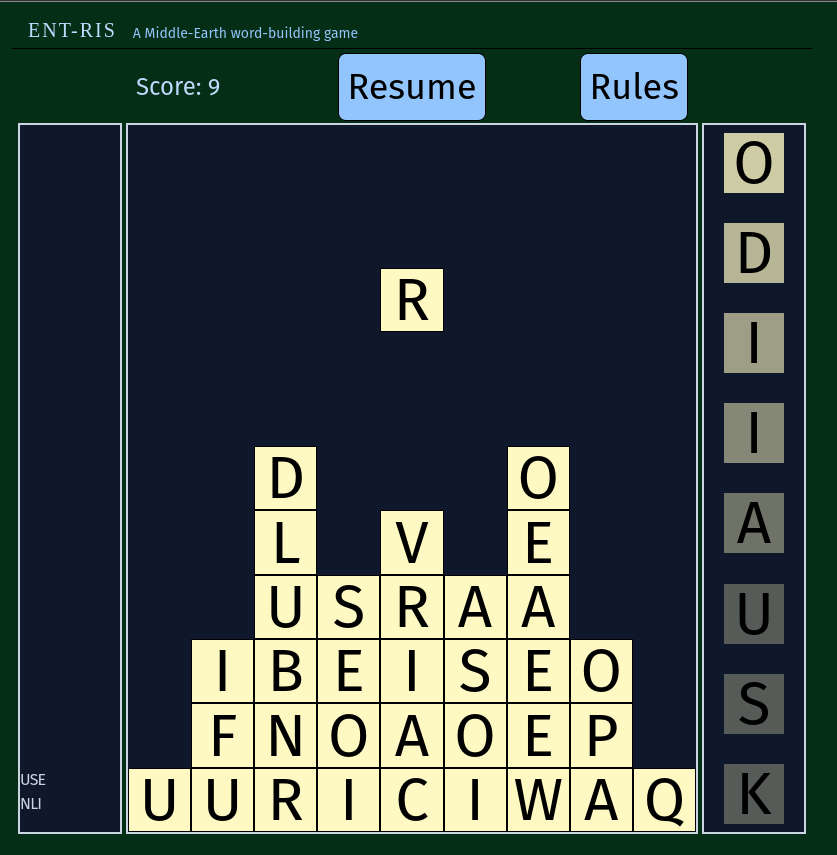 ENT-RIS A Middle-Earth word-building game
Score: 9 Resume Rules
O
D
R
I
I
D O
L V E
A
U S R A A
U
I B E I S E O
S
F N O A O E P
USE
NLI
U U R I C I W A Q
K